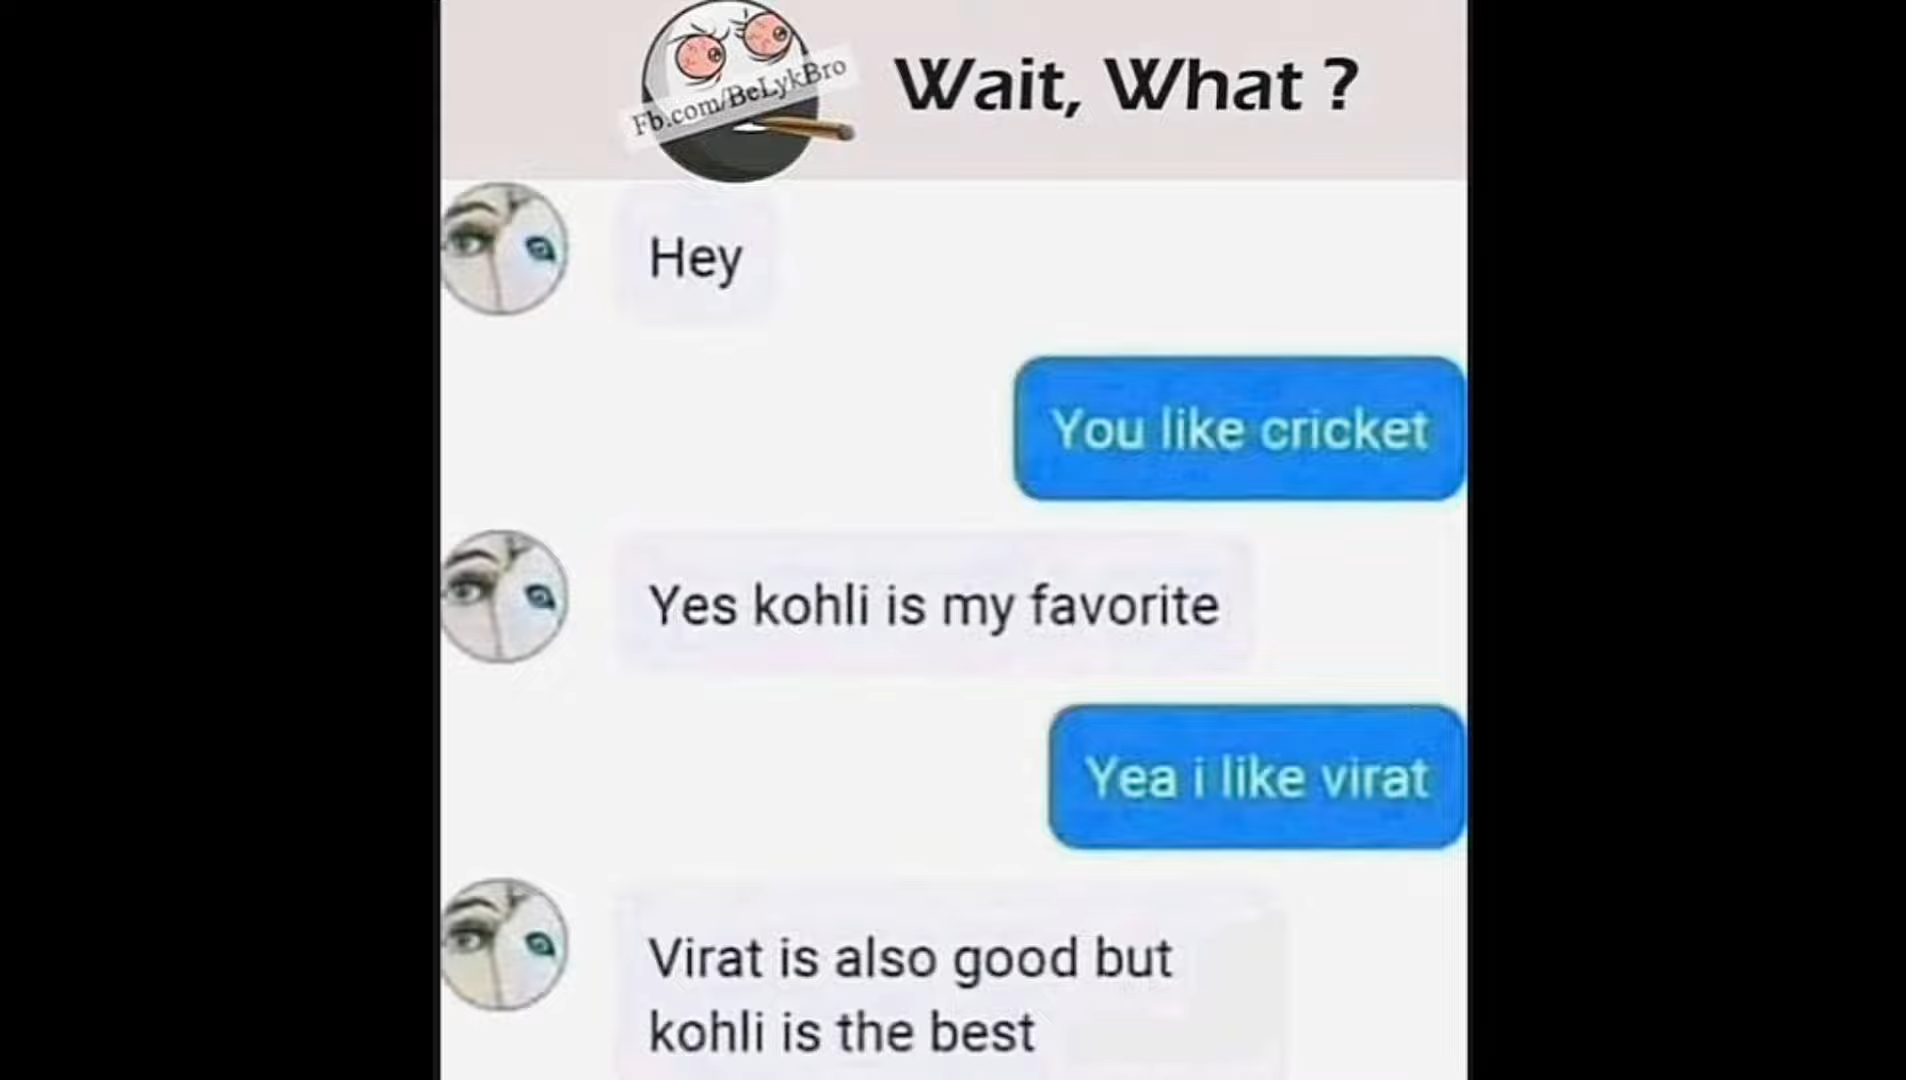 Wait, What ?
Fb.com/BeLykBro
Hey
You like cricket
Yes kohli is my favorite
Yea i like virat
Virat is also good but
kohli is the best